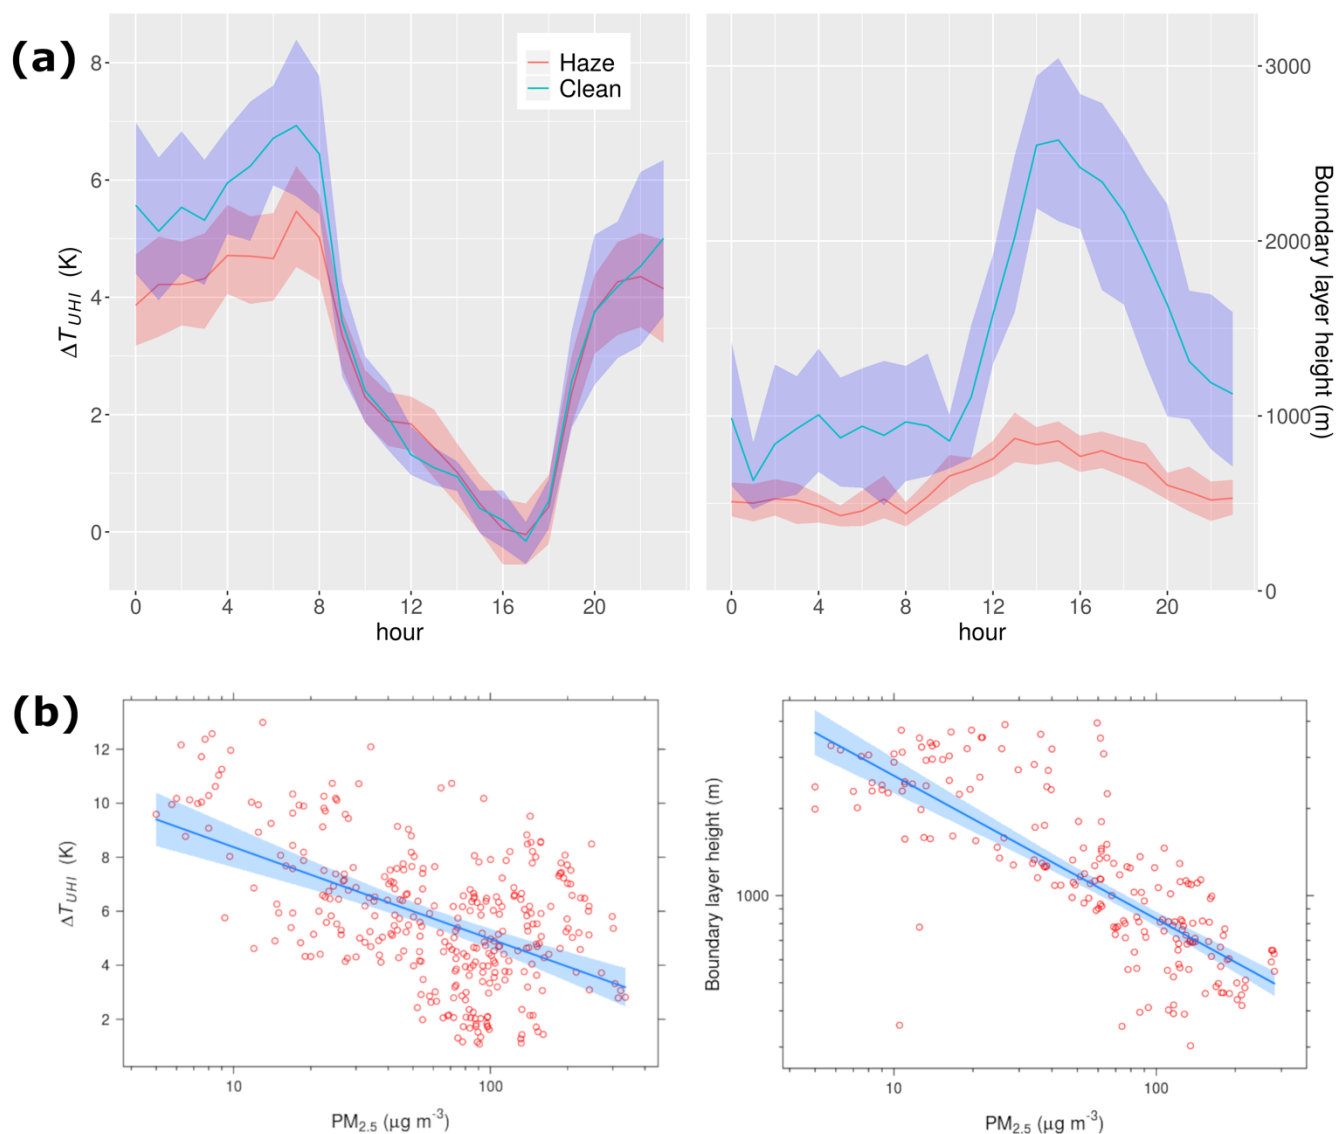 (a)
Haze
Clean
8
6
4
2
0
ΔT_UHI (K)
0 4 8 12 16 20
hour
3000
2000
1000
0
Boundary layer height (m)
0 4 8 12 16 20
hour
(b)
12
10
8
6
4
2
ΔT_UHI (K)
10 100
PM2.5 (μg m-3)
1000
Boundary layer height (m)
10 100
PM2.5 (μg m-3)